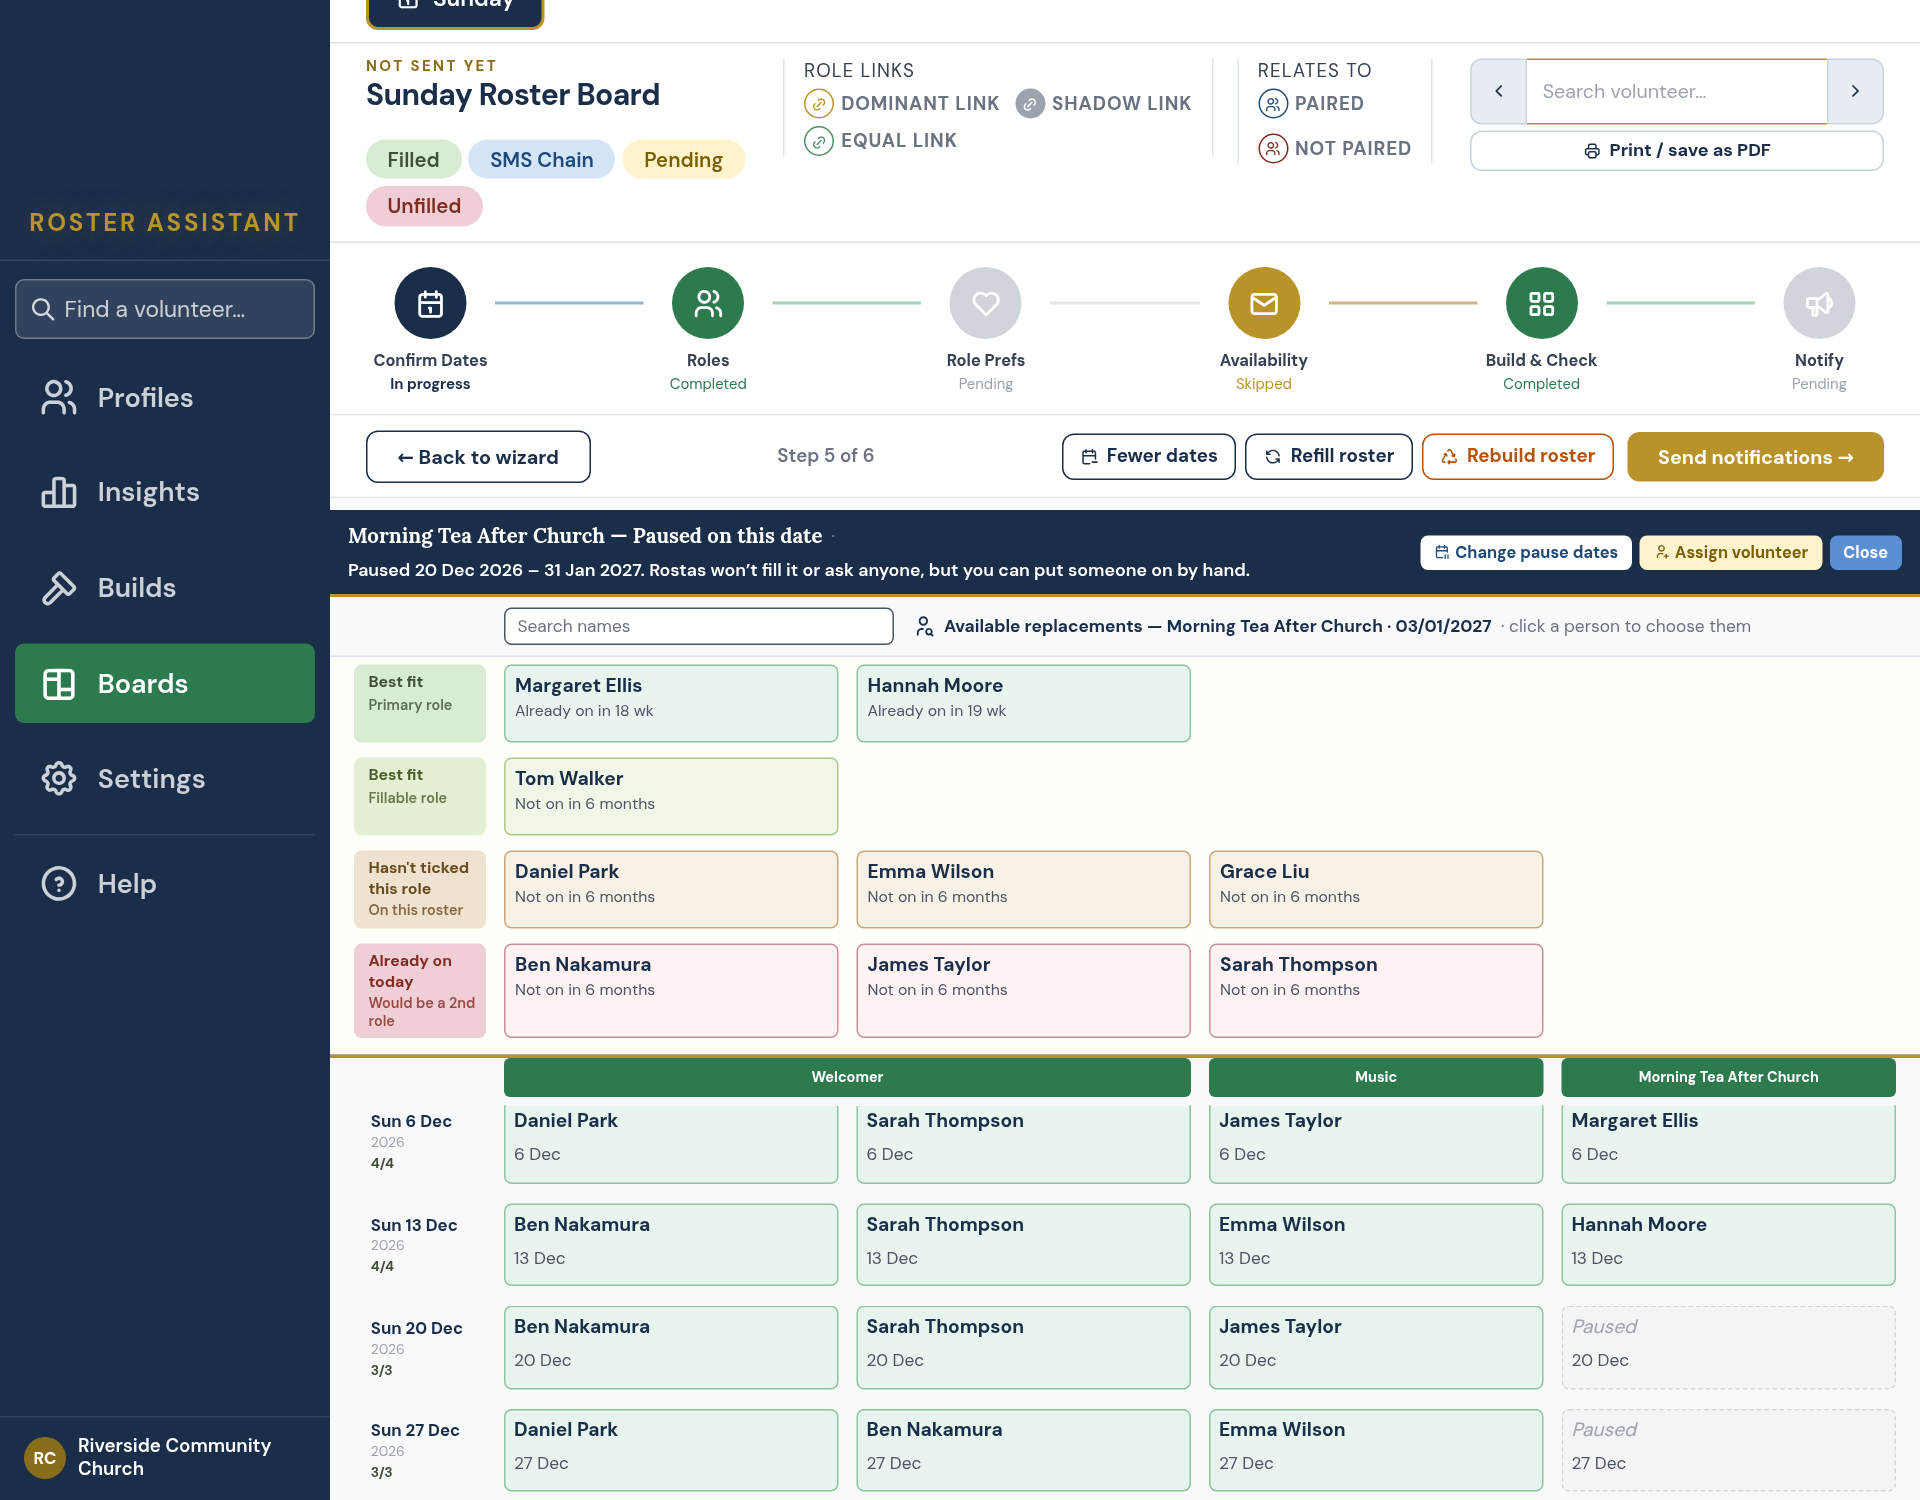 Sunday
ROSTER ASSISTANT
Find a volunteer...
Profiles
Insights
Builds
Boards
Settings
Help
RC
Riverside Community
Church
NOT SENT YET
Sunday Roster Board
Filled
SMS Chain
Pending
Unfilled
ROLE LINKS
DOMINANT LINK
SHADOW LINK
EQUAL LINK
RELATES TO
PAIRED
NOT PAIRED
Search volunteer...
Print / save as PDF
Confirm Dates
In progress
Roles
Completed
Role Prefs
Pending
Availability
Skipped
Build & Check
Completed
Notify
Pending
← Back to wizard
Step 5 of 6
Fewer dates
Refill roster
Rebuild roster
Send notifications →
Morning Tea After Church — Paused on this date ·
Paused 20 Dec 2026 – 31 Jan 2027. Rostas won’t fill it or ask anyone, but you can put someone on by hand.
Change pause dates
Assign volunteer
Close
Search names
Available replacements — Morning Tea After Church · 03/01/2027 · click a person to choose them
Best fit
Primary role
Margaret Ellis
Already on in 18 wk
Hannah Moore
Already on in 19 wk
Best fit
Fillable role
Tom Walker
Not on in 6 months
Hasn't ticked
this role
On this roster
Daniel Park
Not on in 6 months
Emma Wilson
Not on in 6 months
Grace Liu
Not on in 6 months
Already on
today
Would be a 2nd
role
Ben Nakamura
Not on in 6 months
James Taylor
Not on in 6 months
Sarah Thompson
Not on in 6 months
Welcomer
Music
Morning Tea After Church
Sun 6 Dec
2026
4/4
Daniel Park
6 Dec
Sarah Thompson
6 Dec
James Taylor
6 Dec
Margaret Ellis
6 Dec
Sun 13 Dec
2026
4/4
Ben Nakamura
13 Dec
Sarah Thompson
13 Dec
Emma Wilson
13 Dec
Hannah Moore
13 Dec
Sun 20 Dec
2026
3/3
Ben Nakamura
20 Dec
Sarah Thompson
20 Dec
James Taylor
20 Dec
Paused
20 Dec
Sun 27 Dec
2026
3/3
Daniel Park
27 Dec
Ben Nakamura
27 Dec
Emma Wilson
27 Dec
Paused
27 Dec